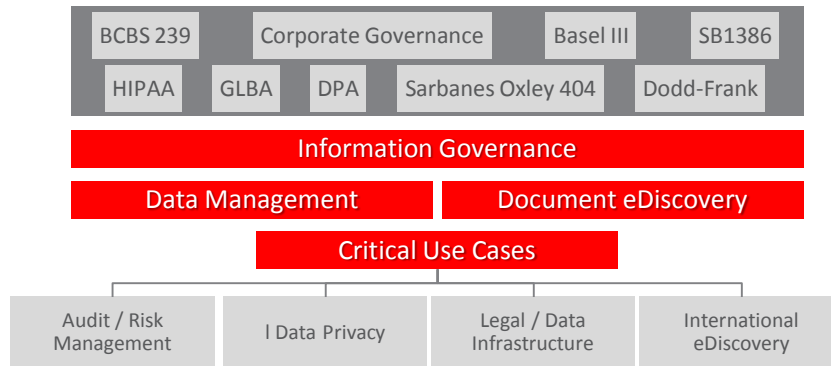 BCBS 239 Corporate Governance Basel III SB1386
HIPAA GLBA DPA Sarbanes Oxley 404 Dodd-Frank
Information Governance
Data Management Document eDiscovery
Critical Use Cases
Audit / Risk
Management
l Data Privacy
Legal / Data
Infrastructure
International
eDiscovery